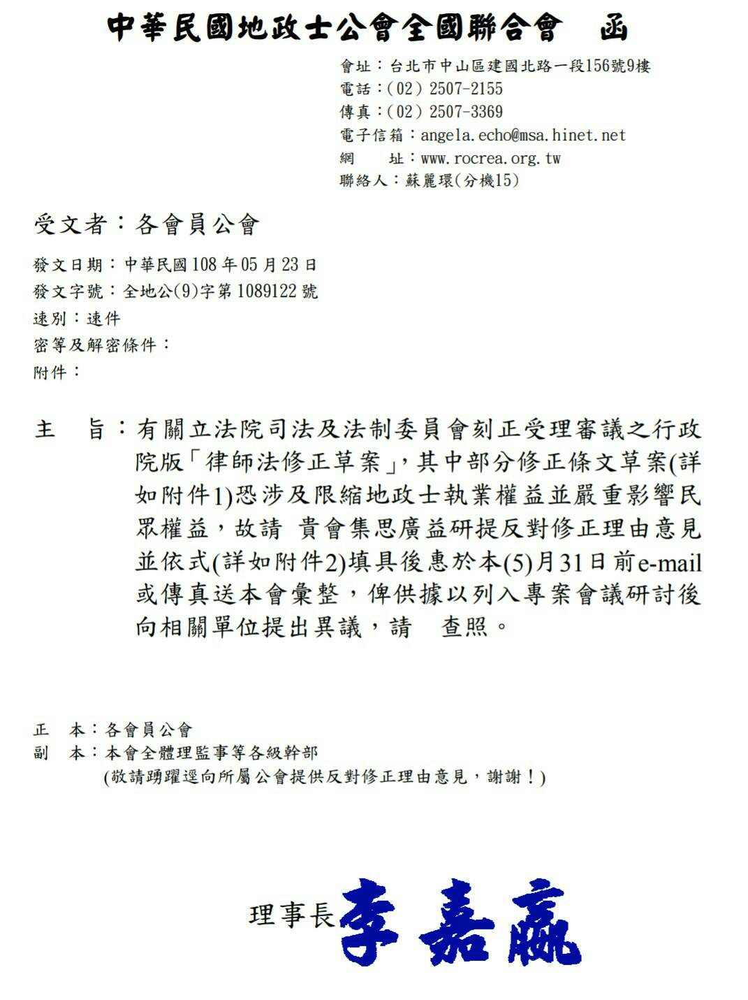 中華民國地政士公會全國聯合會　函
會址：台北市中山區建國北路一段156號9樓
電話：(02) 2507-2155
傳真：(02) 2507-3369
電子信箱：angela.echo@msa.hinet.net
網　　址：www.rocrea.org.tw
聯絡人：蘇麗環(分機15)
受文者：各會員公會
發文日期：中華民國 108 年 05 月 23 日
發文字號：全地公(9)字第 1089122 號
速別：速件
密等及解密條件：
附件：
主　旨：有關立法院司法及法制委員會刻正受理審議之行政
院版「律師法修正草案」，其中部分修正條文草案(詳
如附件1)恐涉及限縮地政士執業權益並嚴重影響民
眾權益，故請 貴會集思廣益研提反對修正理由意見
並依式(詳如附件2)填具後惠於本(5)月31日前e-mail
或傳真送本會彙整，俾供據以列入專案會議研討後
向相關單位提出異議，請　查照。
正　本：各會員公會
副　本：本會全體理監事等各級幹部
(敬請踴躍逕向所屬公會提供反對修正理由意見，謝謝！)
理事長 李嘉贏